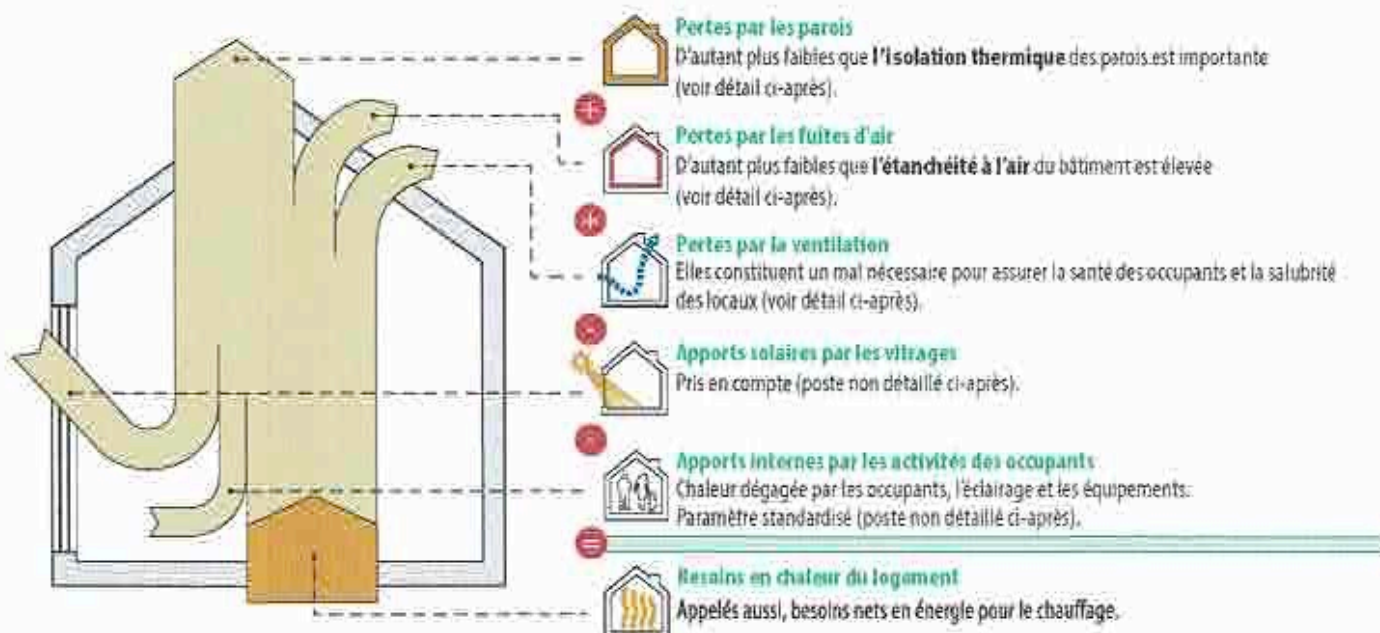 Pertes par les parois
D'autant plus faibles que l'isolation thermique des parois est importante
(voir détail ci-après).
+
Pertes par les fuites d'air
D'autant plus faibles que l'étanchéité à l'air du bâtiment est élevée
(voir détail ci-après).
+
Pertes par la ventilation
Elles constituent un mal nécessaire pour assurer la santé des occupants et la salubrité
des locaux (voir détail ci-après).
-
Apports solaires par les vitrages
Pris en compte (poste non détaillé ci-après).
-
Apports internes par les activités des occupants
Chaleur dégagée par les occupants, l'éclairage et les équipements.
Paramètre standardisé (poste non détaillé ci-après).
=
Besoins en chaleur du logement
Appelés aussi, besoins nets en énergie pour le chauffage.